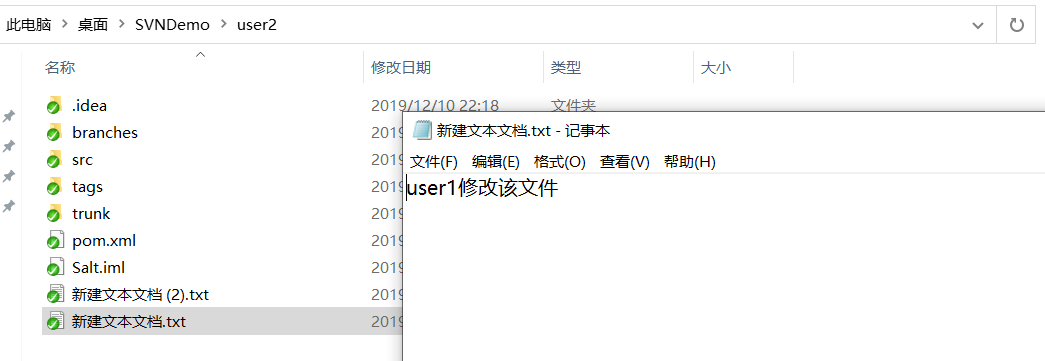 此电脑 > 桌面 > SVNDemo > user2
名称 修改日期 类型 大小
.idea 2019/12/10 22:18 文件夹
branches 2019
src 2019
tags 2019
trunk 2019
pom.xml 2019
Salt.iml 2019
新建文本文档 (2).txt 2019
新建文本文档.txt 2019
新建文本文档.txt - 记事本
文件(F) 编辑(E) 格式(O) 查看(V) 帮助(H)
user1修改该文件